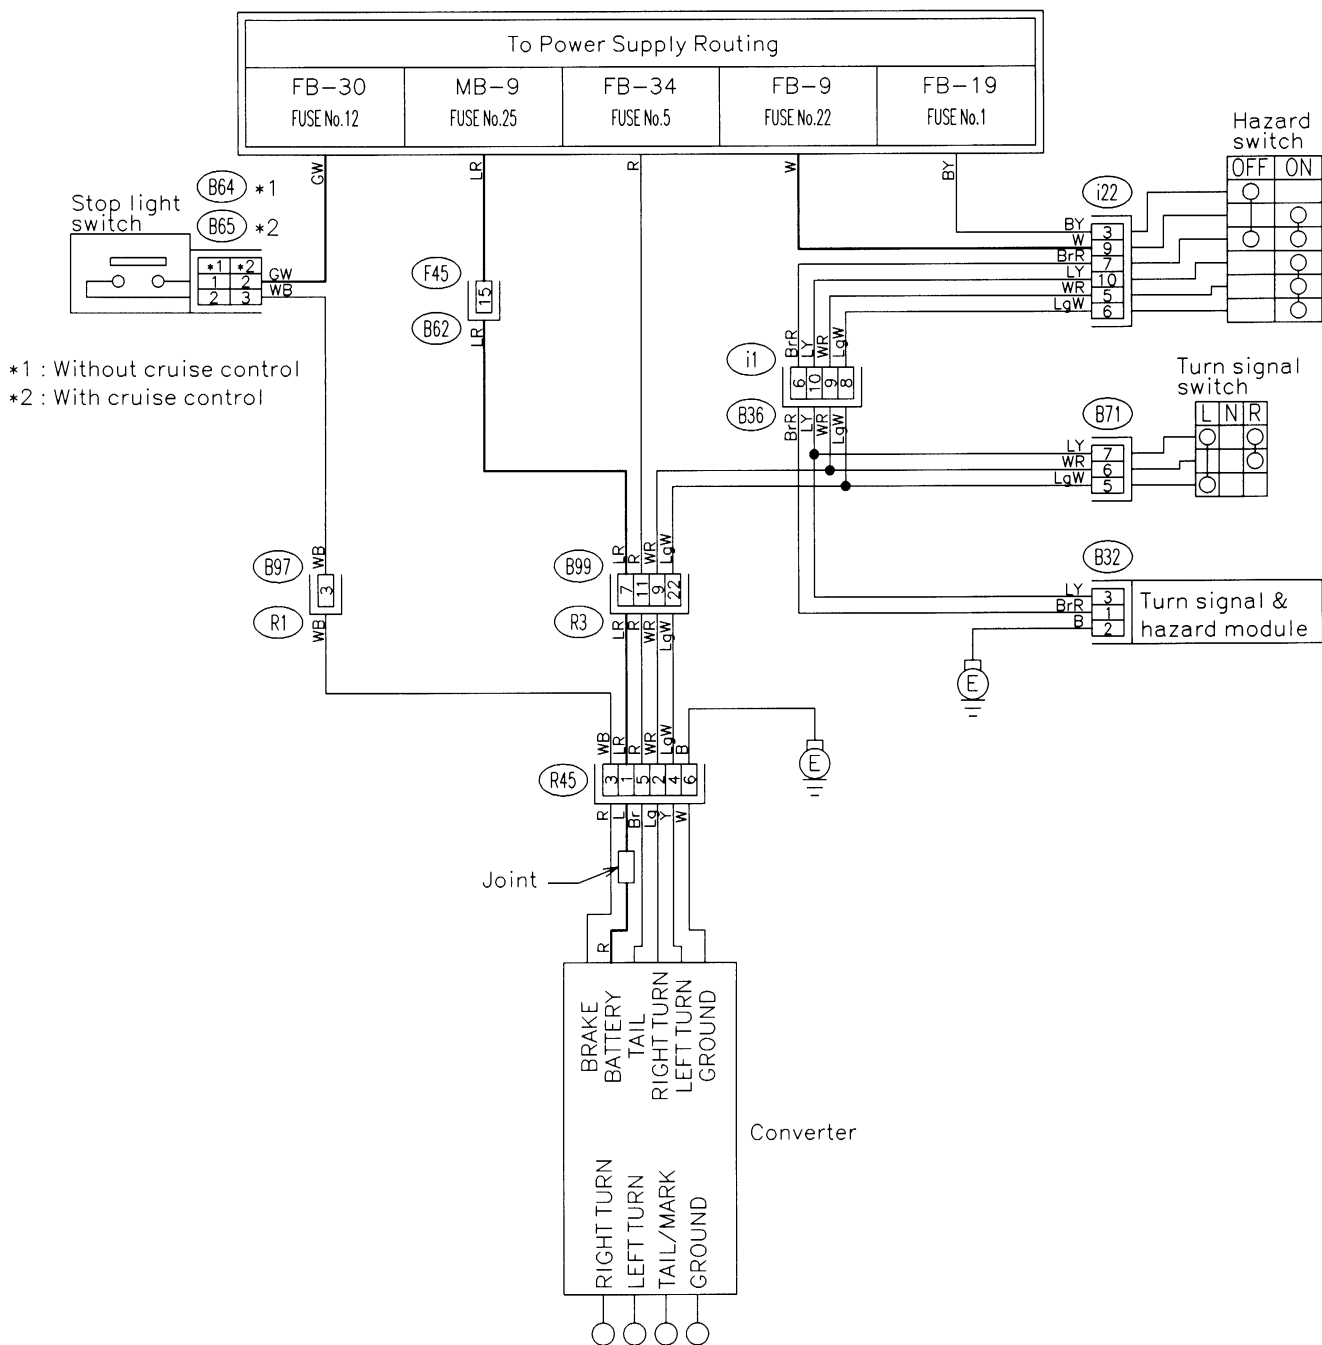 To Power Supply Routing
FB-30 MB-9 FB-34 FB-9 FB-19
FUSE No.12 FUSE No.25 FUSE No.5 FUSE No.22 FUSE No.1
GW LR R W BY
Hazard
switch
OFF ON
i22
BY 3
W 9
BrR 7
LY 10
WR 5
LgW 6
B64 *1
B65 *2
Stop light
switch
*1 *2
1 2 GW
2 3 WB
*1 : Without cruise control
*2 : With cruise control
F45
15
B62
LR
BrR LY WR LgW
i1
6 10 9 8
B36
BrR LY WR LgW
Turn signal
switch
L N R
B71
LY 7
WR 6
LgW 5
B97
WB
3
R1
WB
B99
LR R WR LgW
7 11 9 22
R3
LR R WR LgW
B32
LY 3
BrR 1
B 2
Turn signal &
hazard module
E
WB LR R WR LgW B
R45
3 1 5 2 4 6
R L Br Lg Y W
E
Joint
R
BRAKE
BATTERY
TAIL
RIGHT TURN
LEFT TURN
GROUND
Converter
RIGHT TURN
LEFT TURN
TAIL/MARK
GROUND